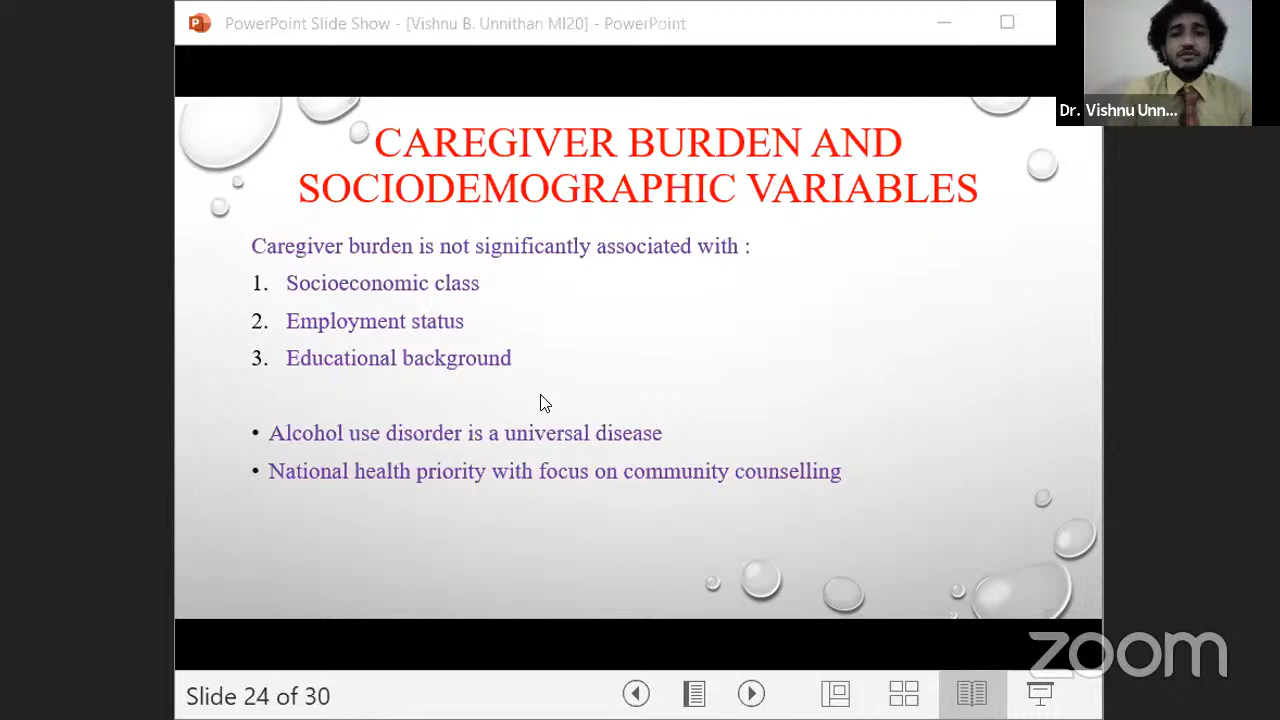 PowerPoint Slide Show - [Vishnu B. Unnithan MI20] - PowerPoint
Dr. Vishnu Unn...
CAREGIVER BURDEN AND
SOCIODEMOGRAPHIC VARIABLES
Caregiver burden is not significantly associated with :
1. Socioeconomic class
2. Employment status
3. Educational background
• Alcohol use disorder is a universal disease
• National health priority with focus on community counselling
zoom
Slide 24 of 30